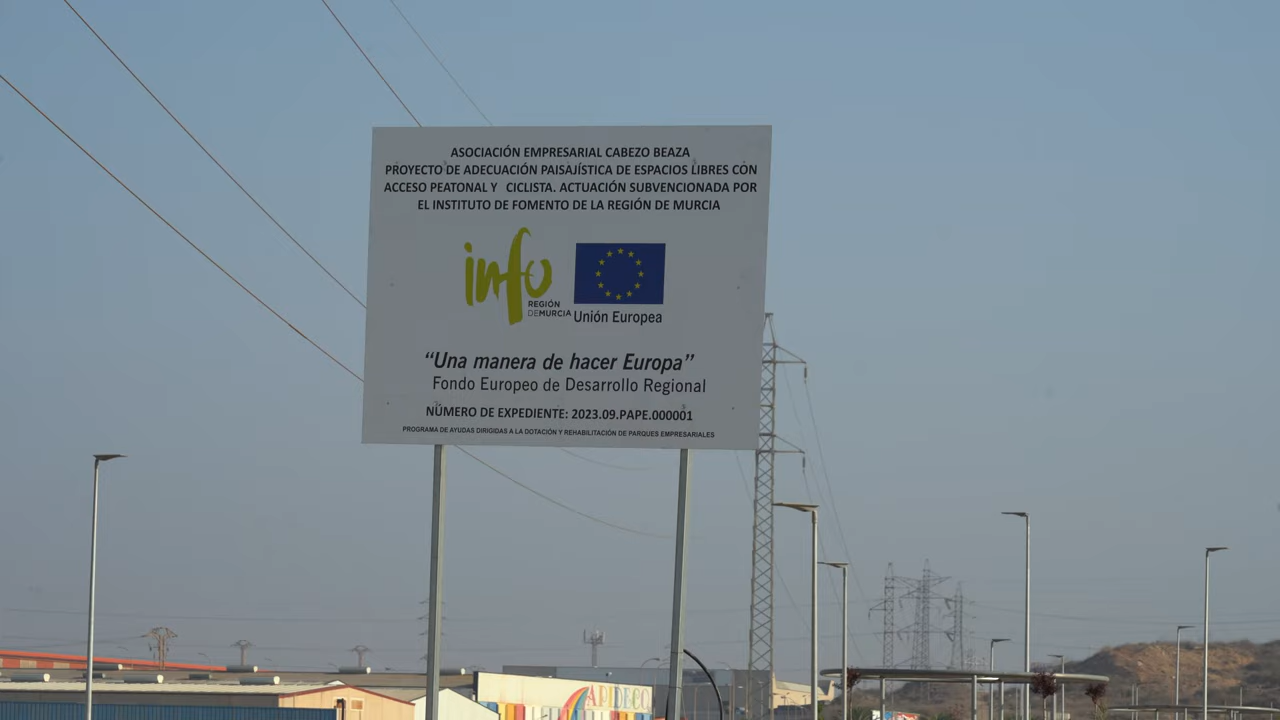 ASOCIACIÓN EMPRESARIAL CABEZO BEAZA
PROYECTO DE ADECUACIÓN PAISAJÍSTICA DE ESPACIOS LIBRES CON
ACCESO PEATONAL Y CICLISTA. ACTUACIÓN SUBVENCIONADA POR
EL INSTITUTO DE FOMENTO DE LA REGIÓN DE MURCIA
info
REGIÓN
DEMURCIA
Unión Europea
“Una manera de hacer Europa”
Fondo Europeo de Desarrollo Regional
NÚMERO DE EXPEDIENTE: 2023.09.PAPE.000001
PROGRAMA DE AYUDAS DIRIGIDAS A LA DOTACIÓN Y REHABILITACIÓN DE PARQUES EMPRESARIALES
APIDECO